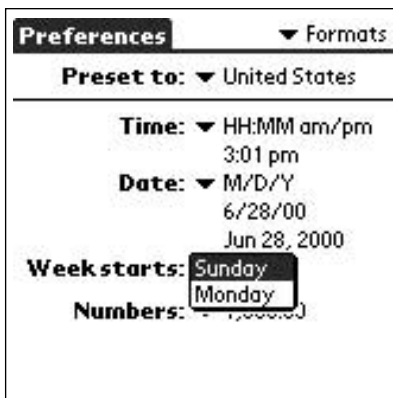 Preferences
Formats
Preset to: United States
Time: HH:MM am/pm
3:01 pm
Date: M/D/Y
6/28/00
Jun 28, 2000
Week starts: Sunday
Monday
Numbers: